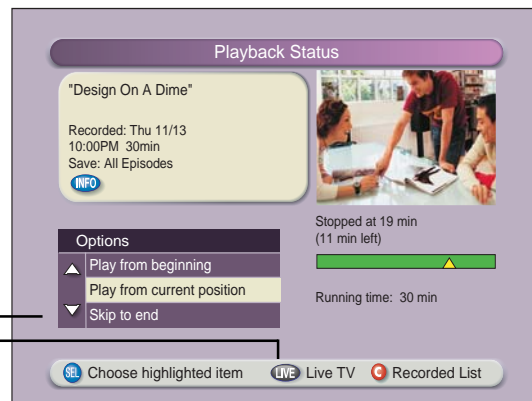 Playback Status
"Design On A Dime"
Recorded: Thu 11/13
10:00PM 30min
Save: All Episodes
INFO
Stopped at 19 min
(11 min left)
Running time: 30 min
Options
Play from beginning
Play from current position
Skip to end
SEL Choose highlighted item LIVE Live TV C Recorded List